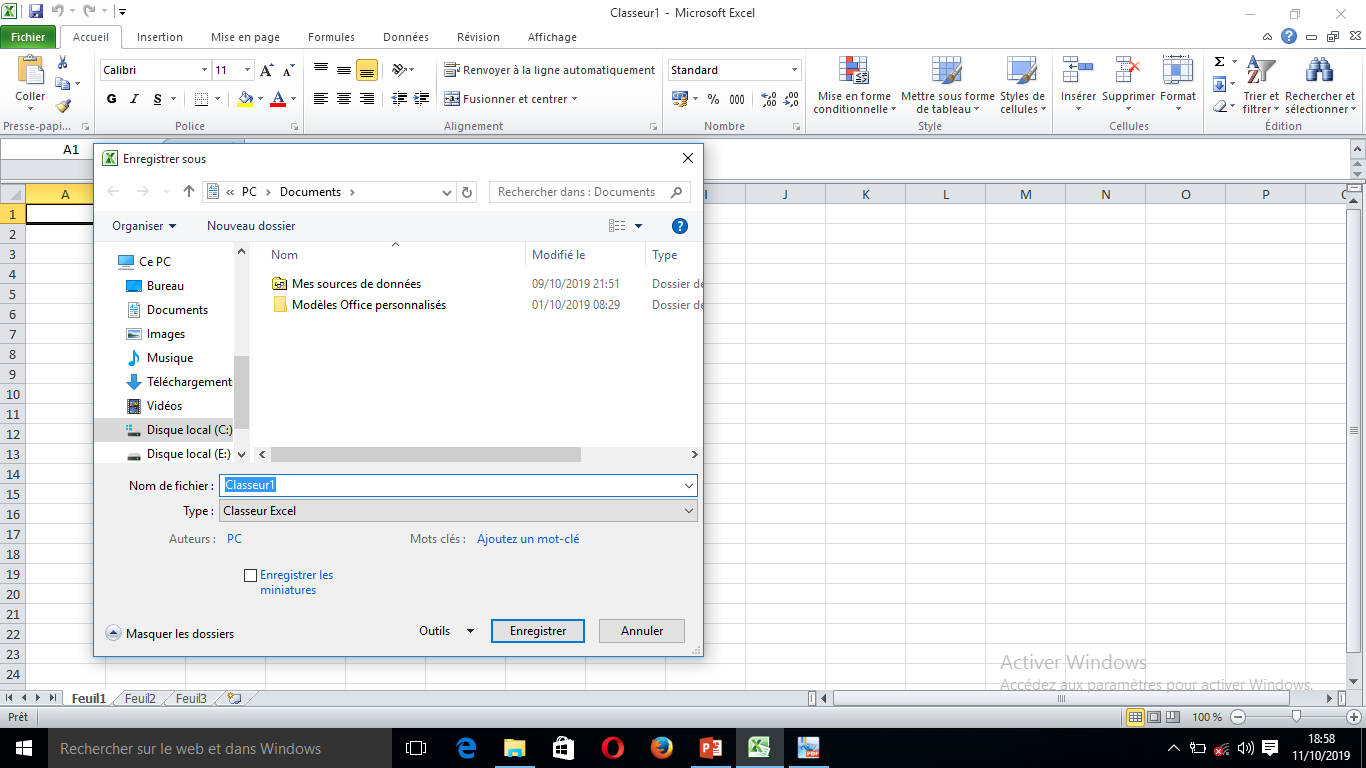 Classeur1 - Microsoft Excel
Fichier Accueil Insertion Mise en page Formules Données Révision Affichage
Coller
Presse-papi...
Calibri 11
G I S
Police
Renvoyer à la ligne automatiquement
Fusionner et centrer
Alignement
Standard
% 000
Nombre
Mise en forme conditionnelle
Mettre sous forme de tableau
Styles de cellules
Style
Insérer Supprimer Format
Cellules
Σ
Trier et filtrer
Rechercher et sélectionner
Édition
A1
A I J K L M N O P
1
2
3
4
5
6
7
8
9
10
11
12
13
14
15
16
17
18
19
20
21
22
23
24
Enregistrer sous
« PC > Documents >
Rechercher dans : Documents
Organiser Nouveau dossier
Ce PC
Bureau
Documents
Images
Musique
Téléchargement
Vidéos
Disque local (C:)
Disque local (E:)
Nom Modifié le Type
Mes sources de données 09/10/2019 21:51 Dossier de
Modèles Office personnalisés 01/10/2019 08:29 Dossier de
Nom de fichier : Classeur1
Type : Classeur Excel
Auteurs : PC Mots clés : Ajoutez un mot-clé
Enregistrer les
miniatures
Masquer les dossiers
Outils Enregistrer Annuler
Activer Windows
Accédez aux paramètres pour activer Windows.
Feuil1 Feuil2 Feuil3
Prêt 100 %
Rechercher sur le web et dans Windows
18:58
11/10/2019